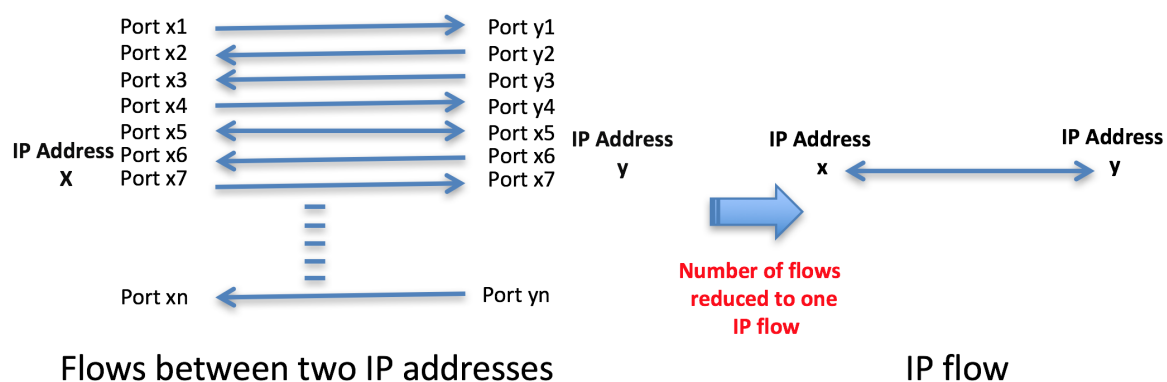 Port x1
Port y1
Port x2
Port y2
Port x3
Port y3
Port x4
Port y4
Port x5
Port x5
IP Address
X
Port x6
Port x6
Port x7
Port x7
IP Address
y
Port xn
Port yn
Flows between two IP addresses
Number of flows
reduced to one
IP flow
IP Address
x
IP Address
y
IP flow